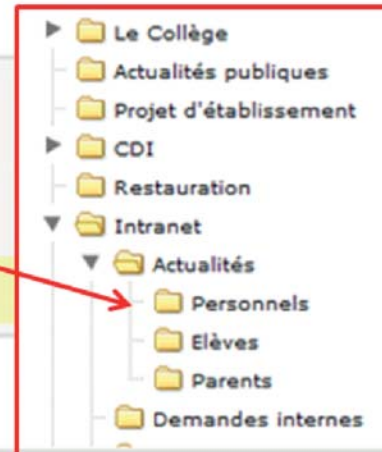 Le Collège
Actualités publiques
Projet d'établissement
CDI
Restauration
Intranet
Actualités
Personnels
Elèves
Parents
Demandes internes